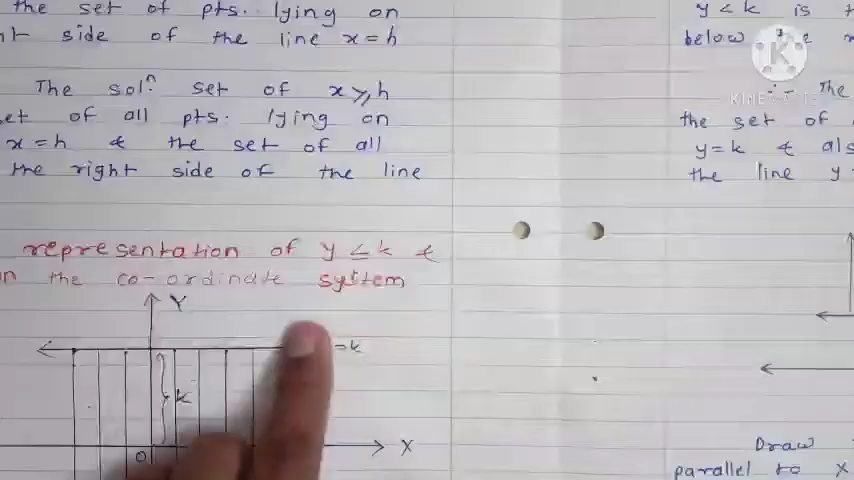 the set of pts. lying on
side of the line x=h
The solⁿ. set of x⩾h
of all pts. lying on
x=h & the set of all
the right side of the line
representation of y≤k &
the co-ordinate system
Y
=k
k
X
O
y<k is
below the
KINEMASTER
:- The
the set of
y=k & als
the line y
Draw
parallel to X